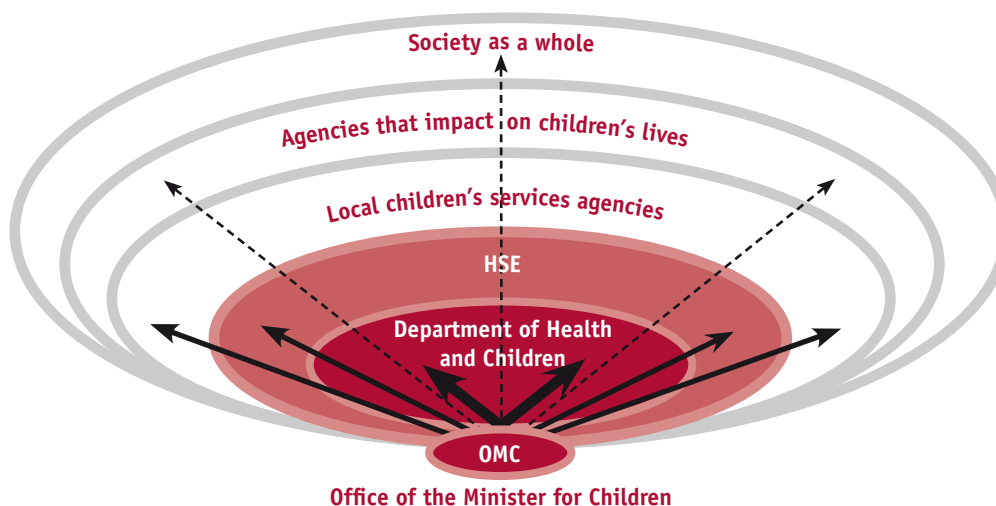 Society as a whole
Agencies that impact on children's lives
Local children's services agencies
HSE
Department of Health
and Children
OMC
Office of the Minister for Children